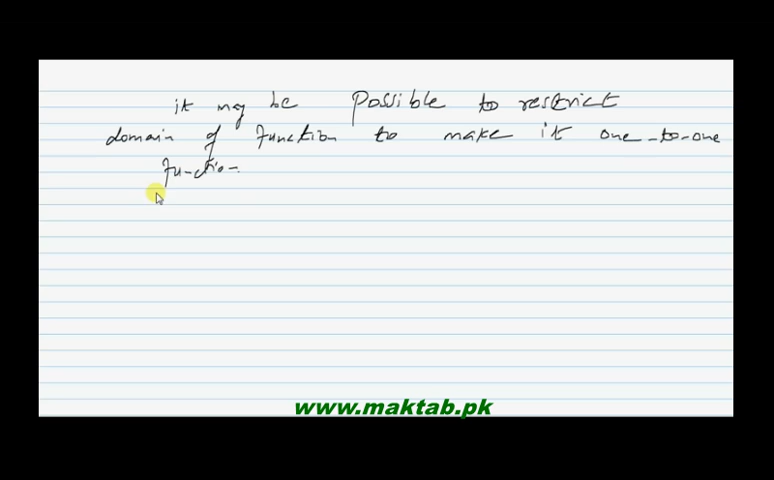 it may be Possible to restrict
domain of Function to make it one-to-one
Function.
www.maktab.pk